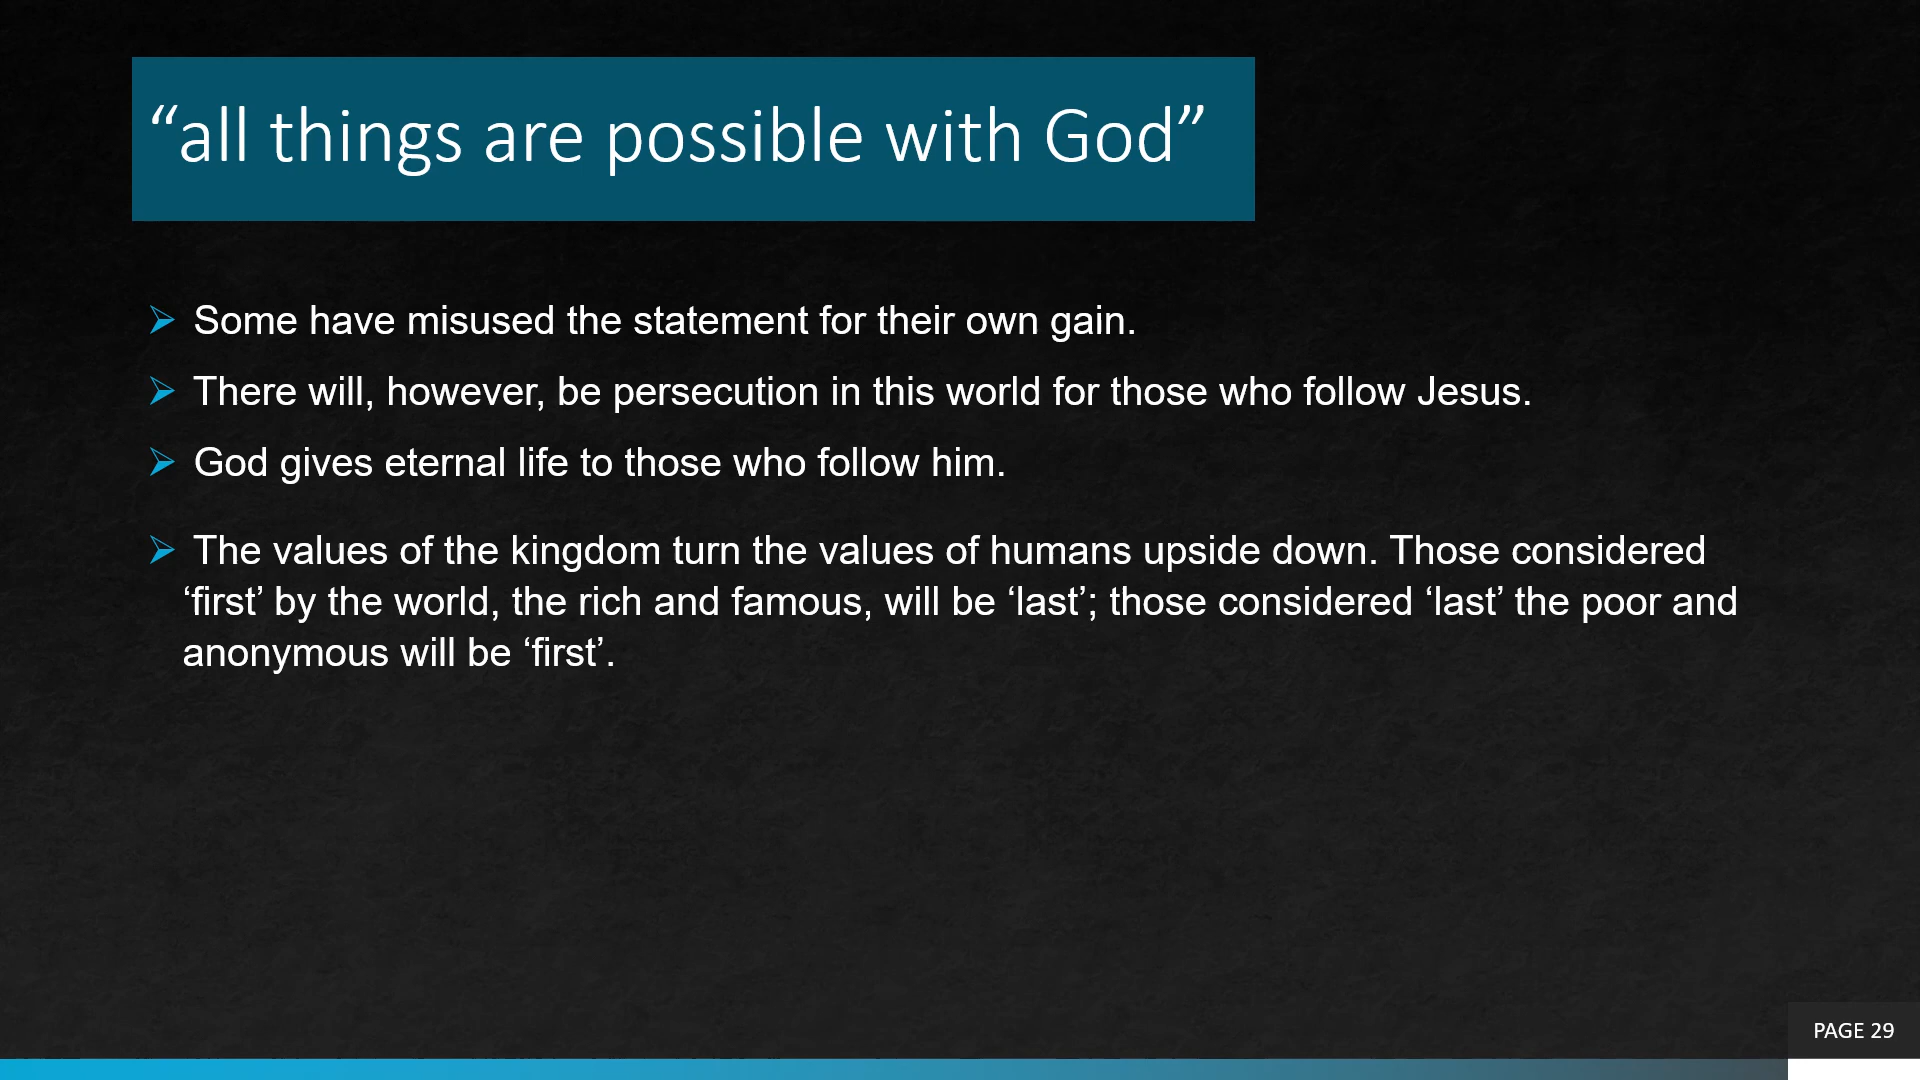 “all things are possible with God”
Some have misused the statement for their own gain.
There will, however, be persecution in this world for those who follow Jesus.
God gives eternal life to those who follow him.
The values of the kingdom turn the values of humans upside down. Those considered
‘first’ by the world, the rich and famous, will be ‘last’; those considered ‘last’ the poor and
anonymous will be ‘first’.
PAGE 29